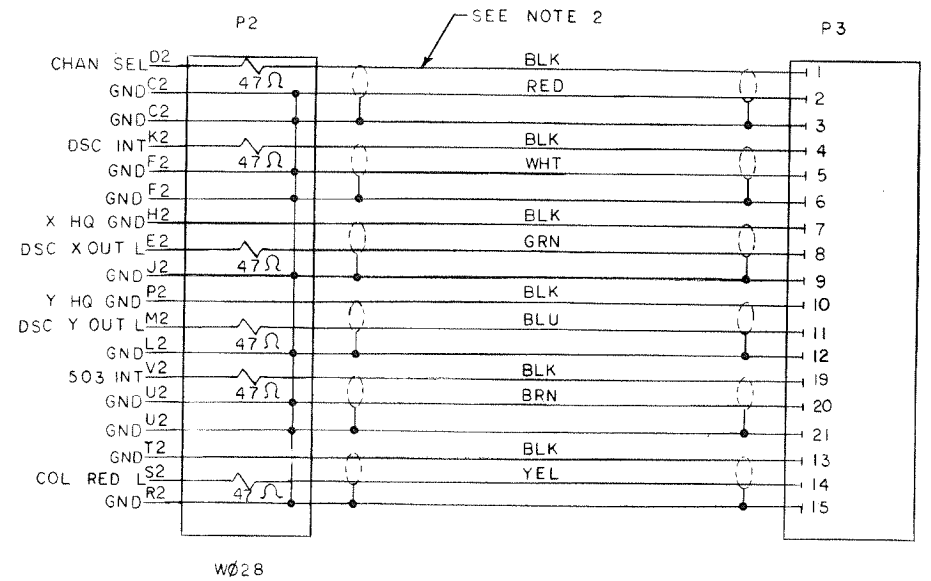 P2
SEE NOTE 2
P3
CHAN SEL D2 47Ω BLK 1
GND C2 RED 2
GND C2 3
DSC INT K2 47Ω BLK 4
GND F2 WHT 5
GND F2 6
X HQ GND H2 BLK 7
DSC X OUT L E2 47Ω GRN 8
GND J2 9
Y HQ GND P2 BLK 10
DSC Y OUT L M2 47Ω BLU 11
GND L2 12
503 INT V2 47Ω BLK 19
GND U2 BRN 20
GND U2 21
GND T2 BLK 13
COL RED L S2 47Ω YEL 14
GND R2 15
WØ28